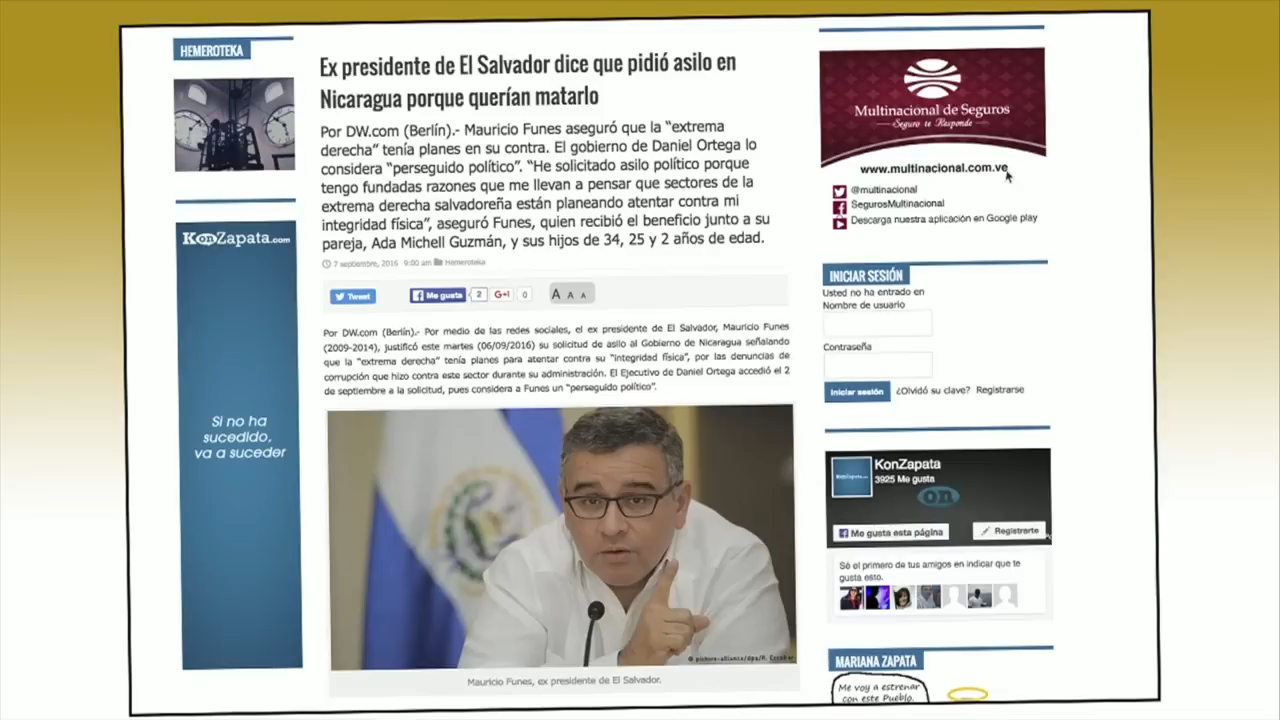 HEMEROTEKA
KonZapata.com
Si no ha
sucedido,
va a suceder
Ex presidente de El Salvador dice que pidió asilo en
Nicaragua porque querían matarlo
Por DW.com (Berlín).- Mauricio Funes aseguró que la “extrema
derecha” tenía planes en su contra. El gobierno de Daniel Ortega lo
considera “perseguido político”. “He solicitado asilo político porque
tengo fundadas razones que me llevan a pensar que sectores de la
extrema derecha salvadoreña están planeando atentar contra mi
integridad física”, aseguró Funes, quien recibió el beneficio junto a su
pareja, Ada Michell Guzmán, y sus hijos de 34, 25 y 2 años de edad.
7 septiembre, 2016 9:00 am Hemeroteka
Tweet Me gusta 2 G+1 0 A A A
Por DW.com (Berlín).- Por medio de las redes sociales, el ex presidente de El Salvador, Mauricio Funes
(2009-2014), justificó este martes (06/09/2016) su solicitud de asilo al Gobierno de Nicaragua señalando
que la “extrema derecha” tenía planes para atentar contra su “integridad física”, por las denuncias de
corrupción que hizo contra este sector durante su administración. El Ejecutivo de Daniel Ortega accedió el 2
de septiembre a la solicitud, pues considera a Funes un “perseguido político”.
© picture-alliance/dpa/R. Escobar
Mauricio Funes, ex presidente de El Salvador.
Multinacional de Seguros
Seguro te Responde
www.multinacional.com.ve
@multinacional
SegurosMultinacional
Descarga nuestra aplicación en Google play
INICIAR SESIÓN
Usted no ha entrado en
Nombre de usuario
Contraseña
Iniciar sesión ¿Olvidó su clave? Registrarse
KonZapata
3925 Me gusta
on
Me gusta esta página Registrarte
Sé el primero de tus amigos en indicar que te
gusta esto.
MARIANA ZAPATA
Me voy a estrenar
con este Pueblo.